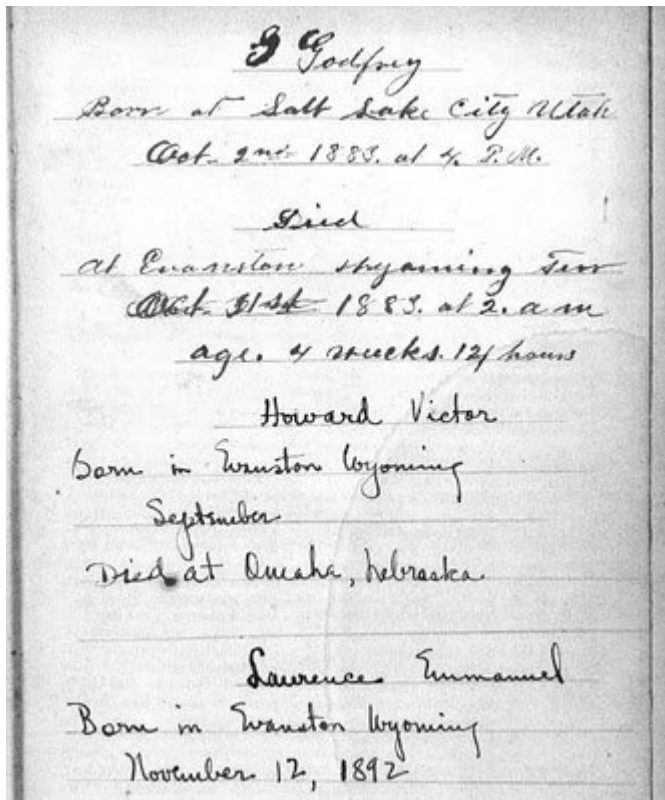 G Godfrey
Born at Salt Lake City Utah
Oct. 2nd 1883. at 4 P.M.
Died
at Evanston Wyoming Terr
Oct. 31st 1883. at 2. a m
age. 4 weeks. 12 hours
Howard Victor
Born in Evanston Wyoming
September
Died at Omaha, Nebraska
Laurence Emmanuel
Born in Evanston Wyoming
November 12, 1892